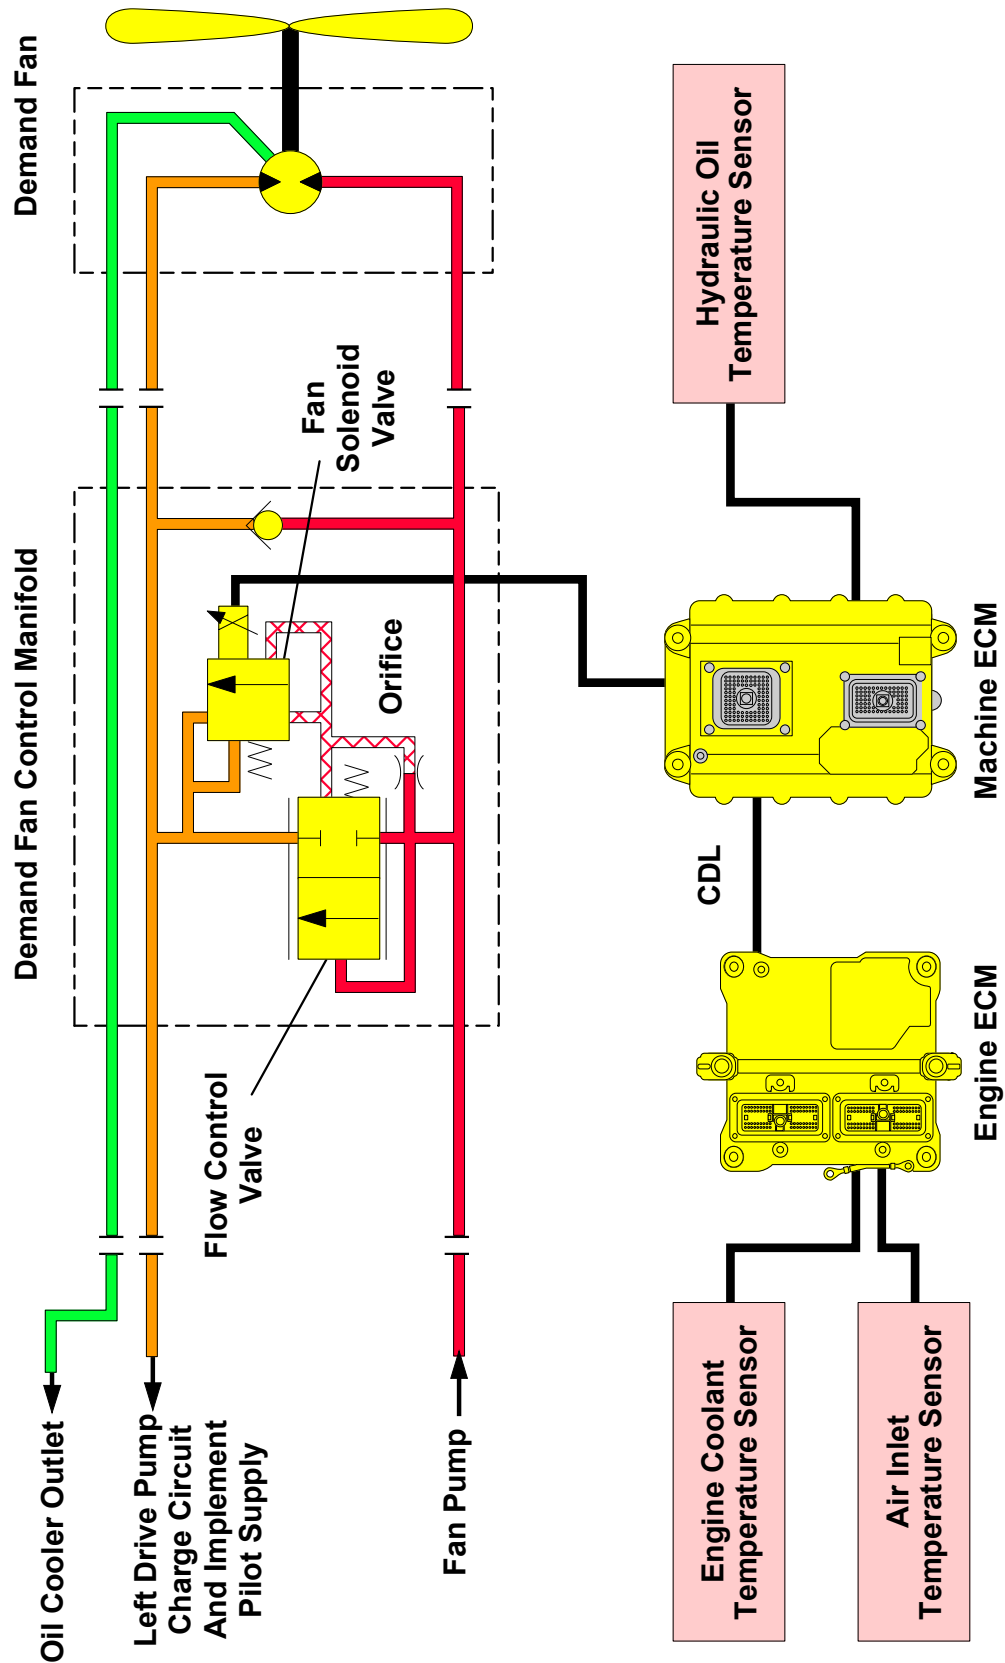 Demand Fan Control Manifold
Demand Fan
Oil Cooler Outlet
Left Drive Pump
Charge Circuit
And Implement
Pilot Supply
Flow Control
Valve
Fan
Solenoid
Valve
Orifice
Fan Pump
Engine Coolant
Temperature Sensor
CDL
Hydraulic Oil
Temperature Sensor
Air Inlet
Temperature Sensor
Engine ECM
Machine ECM